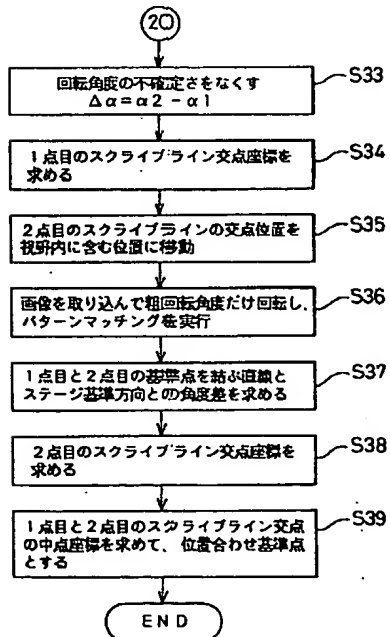 20
回転角度の不確定さをなくす
Δα=α2-α1
S33
1点目のスクライブライン交点座標を
求める
S34
2点目のスクライブラインの交点位置を
視野内に含む位置に移動
S35
画像を取り込んで粗回転角度だけ回転し、
パターンマッチングを実行
S36
1点目と2点目の基準点を結ぶ直線と
ステージ基準方向との角度差を求める
S37
2点目のスクライブライン交点座標を
求める
S38
1点目と2点目のスクライブライン交点
の中点座標を求めて、位置合わせ基準点
とする
S39
END